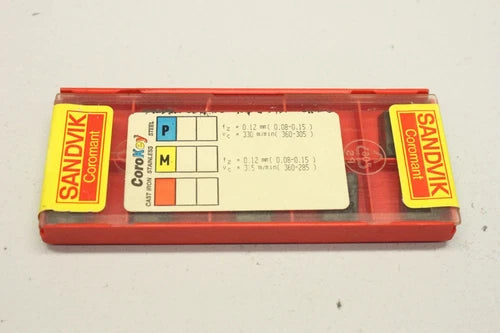 SANDVIK
Coromant
CoroKey
STEEL
STAINLESS
CAST IRON
P
M
fz = 0.12 mm( 0.08-0.15 )
vc = 330 m/min( 360-305 )
fz = 0.12 mm( 0.08-0.15 )
vc = 315 m/min( 360-285 )
SANDVIK
Coromant